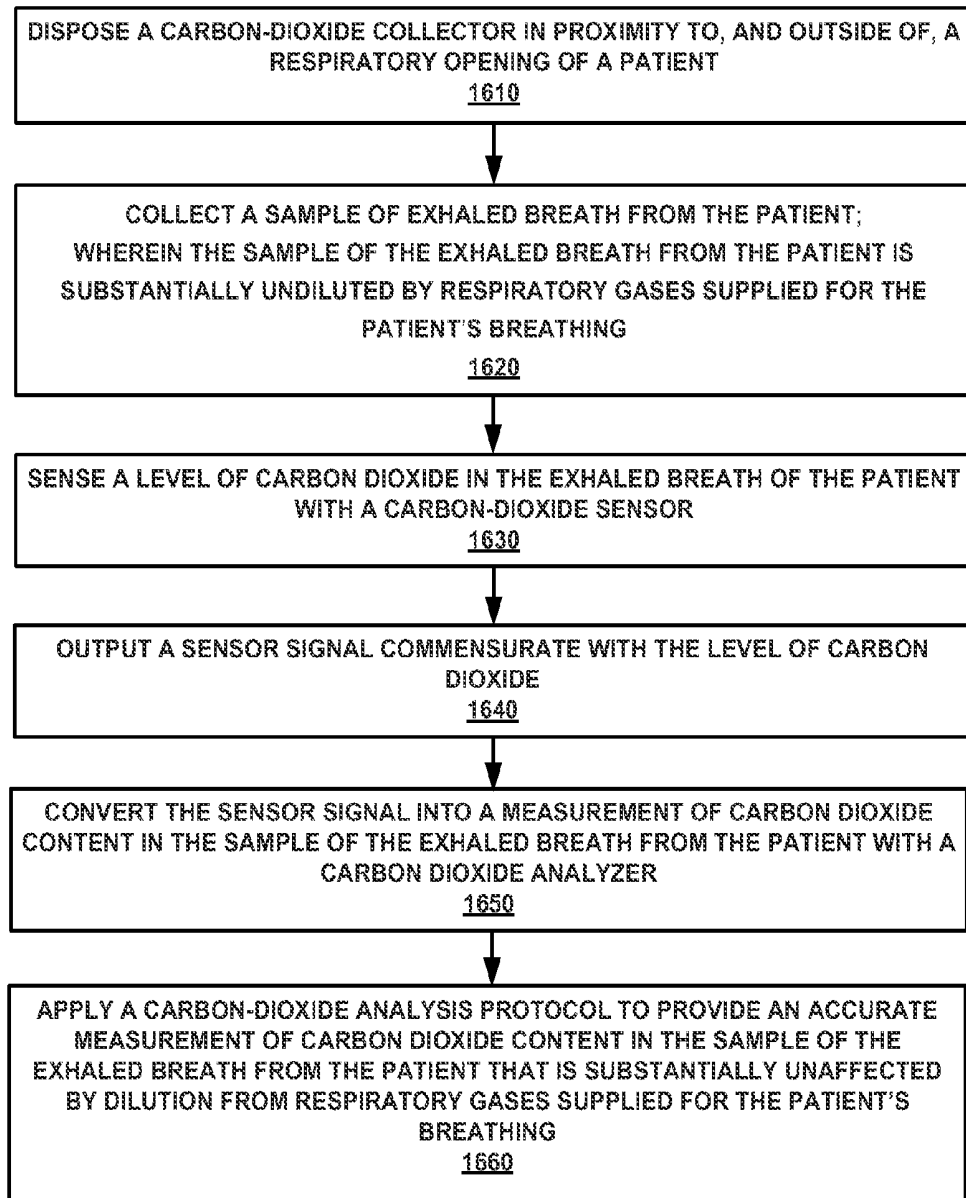 DISPOSE A CARBON-DIOXIDE COLLECTOR IN PROXIMITY TO, AND OUTSIDE OF, A
RESPIRATORY OPENING OF A PATIENT
1610
COLLECT A SAMPLE OF EXHALED BREATH FROM THE PATIENT;
WHEREIN THE SAMPLE OF THE EXHALED BREATH FROM THE PATIENT IS
SUBSTANTIALLY UNDILUTED BY RESPIRATORY GASES SUPPLIED FOR THE
PATIENT'S BREATHING
1620
SENSE A LEVEL OF CARBON DIOXIDE IN THE EXHALED BREATH OF THE PATIENT
WITH A CARBON-DIOXIDE SENSOR
1630
OUTPUT A SENSOR SIGNAL COMMENSURATE WITH THE LEVEL OF CARBON
DIOXIDE
1640
CONVERT THE SENSOR SIGNAL INTO A MEASUREMENT OF CARBON DIOXIDE
CONTENT IN THE SAMPLE OF THE EXHALED BREATH FROM THE PATIENT WITH A
CARBON DIOXIDE ANALYZER
1650
APPLY A CARBON-DIOXIDE ANALYSIS PROTOCOL TO PROVIDE AN ACCURATE
MEASUREMENT OF CARBON DIOXIDE CONTENT IN THE SAMPLE OF THE
EXHALED BREATH FROM THE PATIENT THAT IS SUBSTANTIALLY UNAFFECTED
BY DILUTION FROM RESPIRATORY GASES SUPPLIED FOR THE PATIENT'S
BREATHING
1660